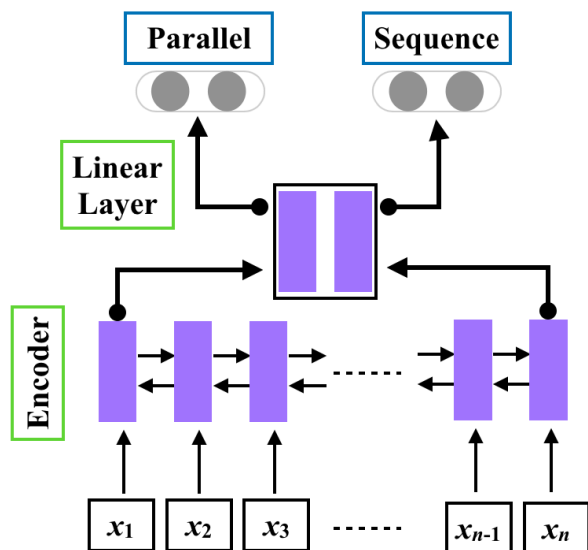 Parallel
Sequence
Linear
Layer
Encoder
x1
x2
x3
xn-1
xn